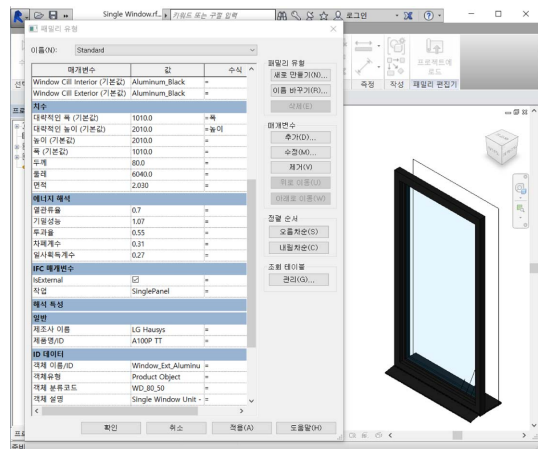 Single Window.rf...
키워드 또는 구절 입력
로그인
패밀리 유형
이름(N): Standard
매개변수 값 수식
Window Cill Interior (기본값) Aluminum_Black =
Window Cill Exterior (기본값) Aluminum_Black =
치수
대략적인 폭 (기본값) 1010.0 =폭
대략적인 높이 (기본값) 2010.0 =높이
높이 (기본값) 2010.0 =
폭 (기본값) 1010.0 =
두께 80.0 =
둘레 6040.0 =
면적 2.030 =
에너지 해석
열관류율 0.7 =
기밀성능 1.07 =
투과율 0.55 =
차폐계수 0.31 =
일사획득계수 0.27 =
IFC 매개변수
IsExternal =
작업 SinglePanel =
해석 특성
일반
제조사 이름 LG Hausys =
제품명/ID A100P TT =
ID 데이터
객체 이름/ID Window_Ext_Aluminu =
객체유형 Product Object =
객체 분류코드 WD_80_50 =
객체 설명 Single Window Unit - =
패밀리 유형
새로 만들기(N)...
이름 바꾸기(R)...
삭제(E)
매개변수
추가(D)...
수정(M)...
제거(V)
위로 이동(U)
아래로 이동(W)
정렬 순서
오름차순(S)
내림차순(C)
조회 테이블
관리(G)...
확인 취소 적용(A) 도움말(H)
프로젝트에
로드
측정 작성 패밀리 편집기